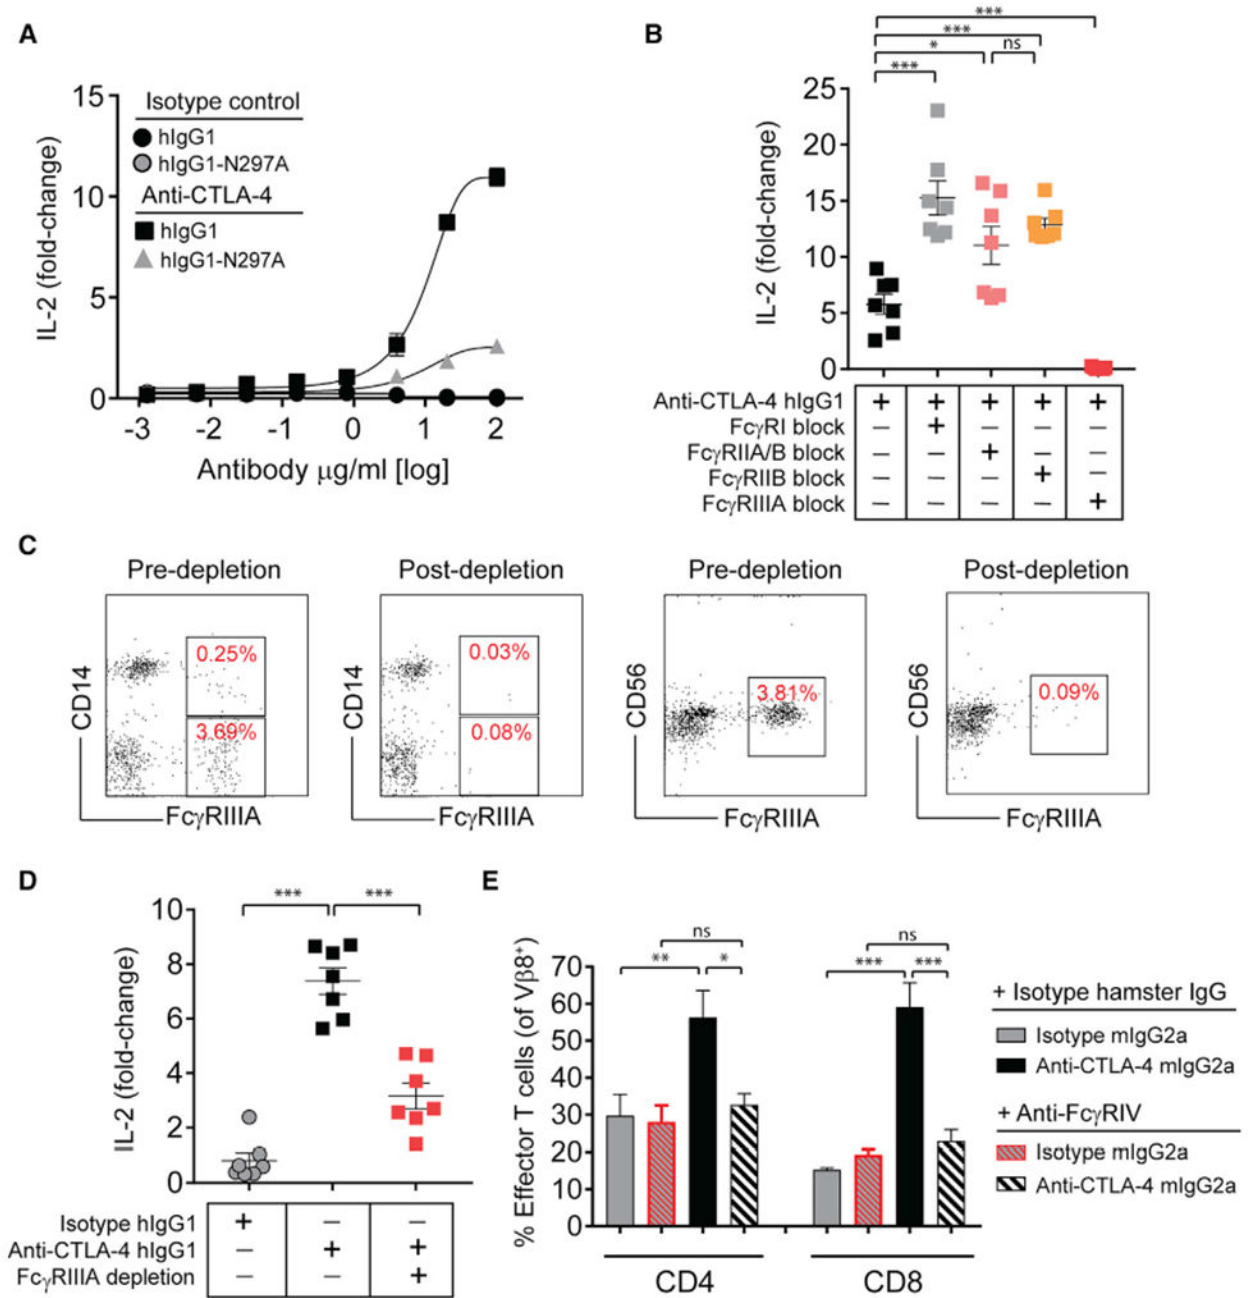 A
15
10
5
0
IL-2 (fold-change)
Isotype control
hIgG1
hIgG1-N297A
Anti-CTLA-4
hIgG1
hIgG1-N297A
-3 -2 -1 0 1 2
Antibody μg/ml [log]
B
***
***
* ns
***
25
20
15
10
5
0
IL-2 (fold-change)
Anti-CTLA-4 hIgG1 + + + + +
FcγRI block — + — — —
FcγRIIA/B block — — + — —
FcγRIIB block — — — + —
FcγRIIIA block — — — — +
C
Pre-depletion Post-depletion Pre-depletion Post-depletion
0.25% 0.03% 3.81% 0.09%
3.69% 0.08%
CD14 CD14 CD56 CD56
FcγRIIIA FcγRIIIA FcγRIIIA FcγRIIIA
D
*** ***
10
8
6
4
2
0
IL-2 (fold-change)
Isotype hIgG1 + — —
Anti-CTLA-4 hIgG1 — + +
FcγRIIIA depletion — — +
E
ns ns
** * *** ***
70
60
50
40
30
20
10
0
% Effector T cells (of Vβ8⁺)
CD4 CD8
+ Isotype hamster IgG
Isotype mIgG2a
Anti-CTLA-4 mIgG2a
+ Anti-FcγRIV
Isotype mIgG2a
Anti-CTLA-4 mIgG2a